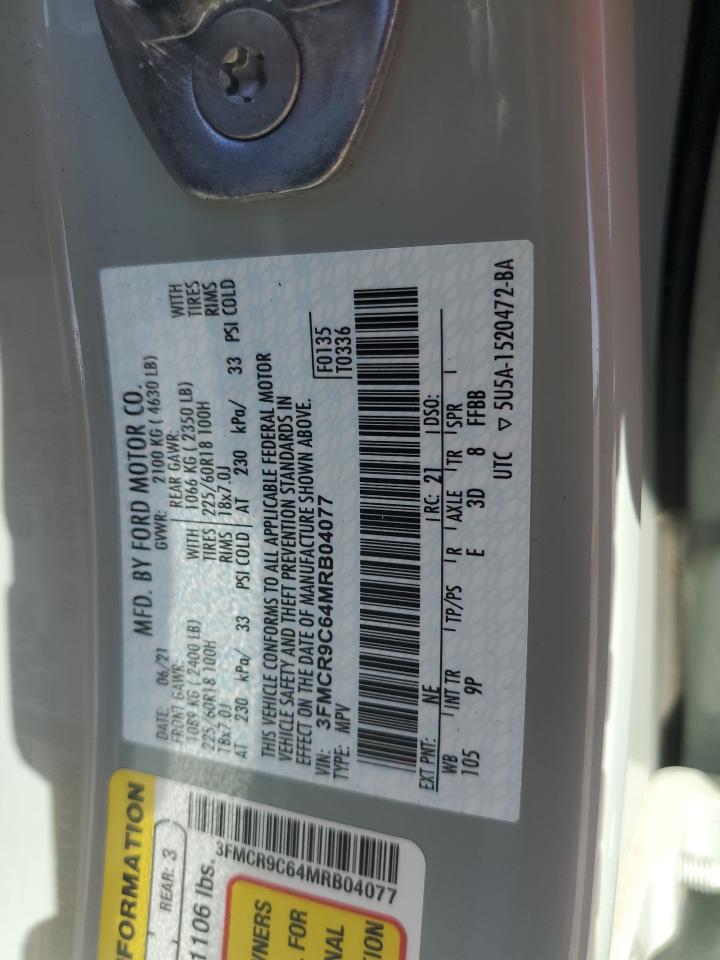 MFD. BY FORD MOTOR CO.
DATE: 06/21 GVWR: 2100 KG ( 4630 LB)
FRONT GAWR: REAR GAWR:
1089 KG ( 2400 LB) WITH 1066 KG ( 2350 LB) WITH
225/60R18 100H TIRES 225/60R18 100H TIRES
18x7.0J RIMS 18x7.0J RIMS
AT 230 kPa/ 33 PSI COLD AT 230 kPa/ 33 PSI COLD
THIS VEHICLE CONFORMS TO ALL APPLICABLE FEDERAL MOTOR
VEHICLE SAFETY AND THEFT PREVENTION STANDARDS IN
EFFECT ON THE DATE OF MANUFACTURE SHOWN ABOVE.
VIN: 3FMCR9C64MRB04077 F0135
TYPE: MPV T0336
EXT PNT: NE RC: 21 DSO:
WB INT TR TP/PS R AXLE TR SPR
105 9P E 3D 8 FFBB
UTC ▽ 5U5A-1520472-BA
FORMATION
REAR: 3
1106 lbs.
3FMCR9C64MRB04077
WNERS
FOR
NAL
TION